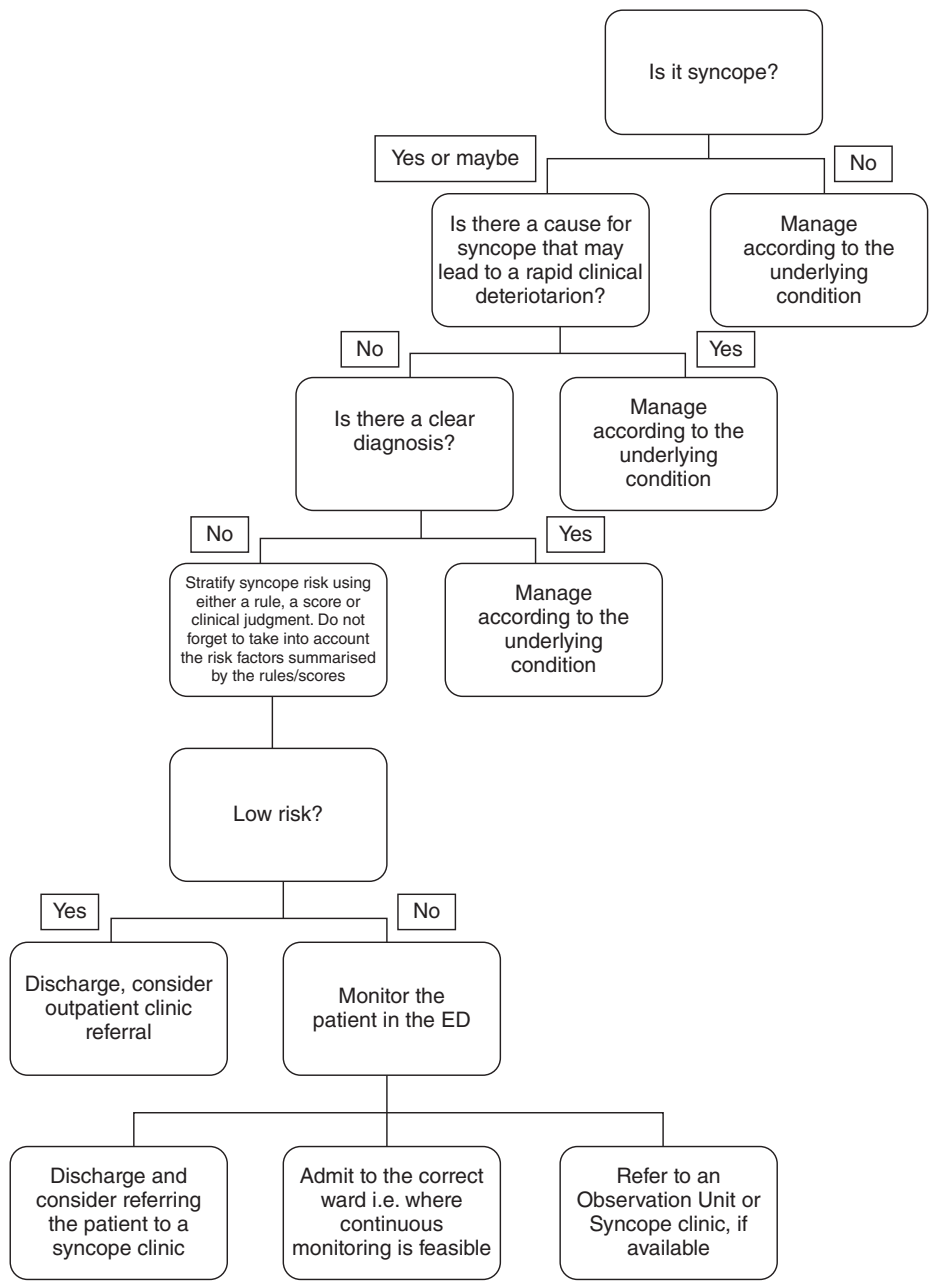 Is it syncope?
Yes or maybe
No
Is there a cause for
syncope that may
lead to a rapid clinical
deteriotarion?
Manage
according to the
underlying
condition
No
Yes
Is there a clear
diagnosis?
Manage
according to the
underlying
condition
No
Yes
Stratify syncope risk using
either a rule, a score or
clinical judgment. Do not
forget to take into account
the risk factors summarised
by the rules/scores
Manage
according to the
underlying
condition
Low risk?
Yes
No
Discharge, consider
outpatient clinic
referral
Monitor the
patient in the ED
Discharge and
consider referring
the patient to a
syncope clinic
Admit to the correct
ward i.e. where
continuous
monitoring is feasible
Refer to an
Observation Unit or
Syncope clinic, if
available